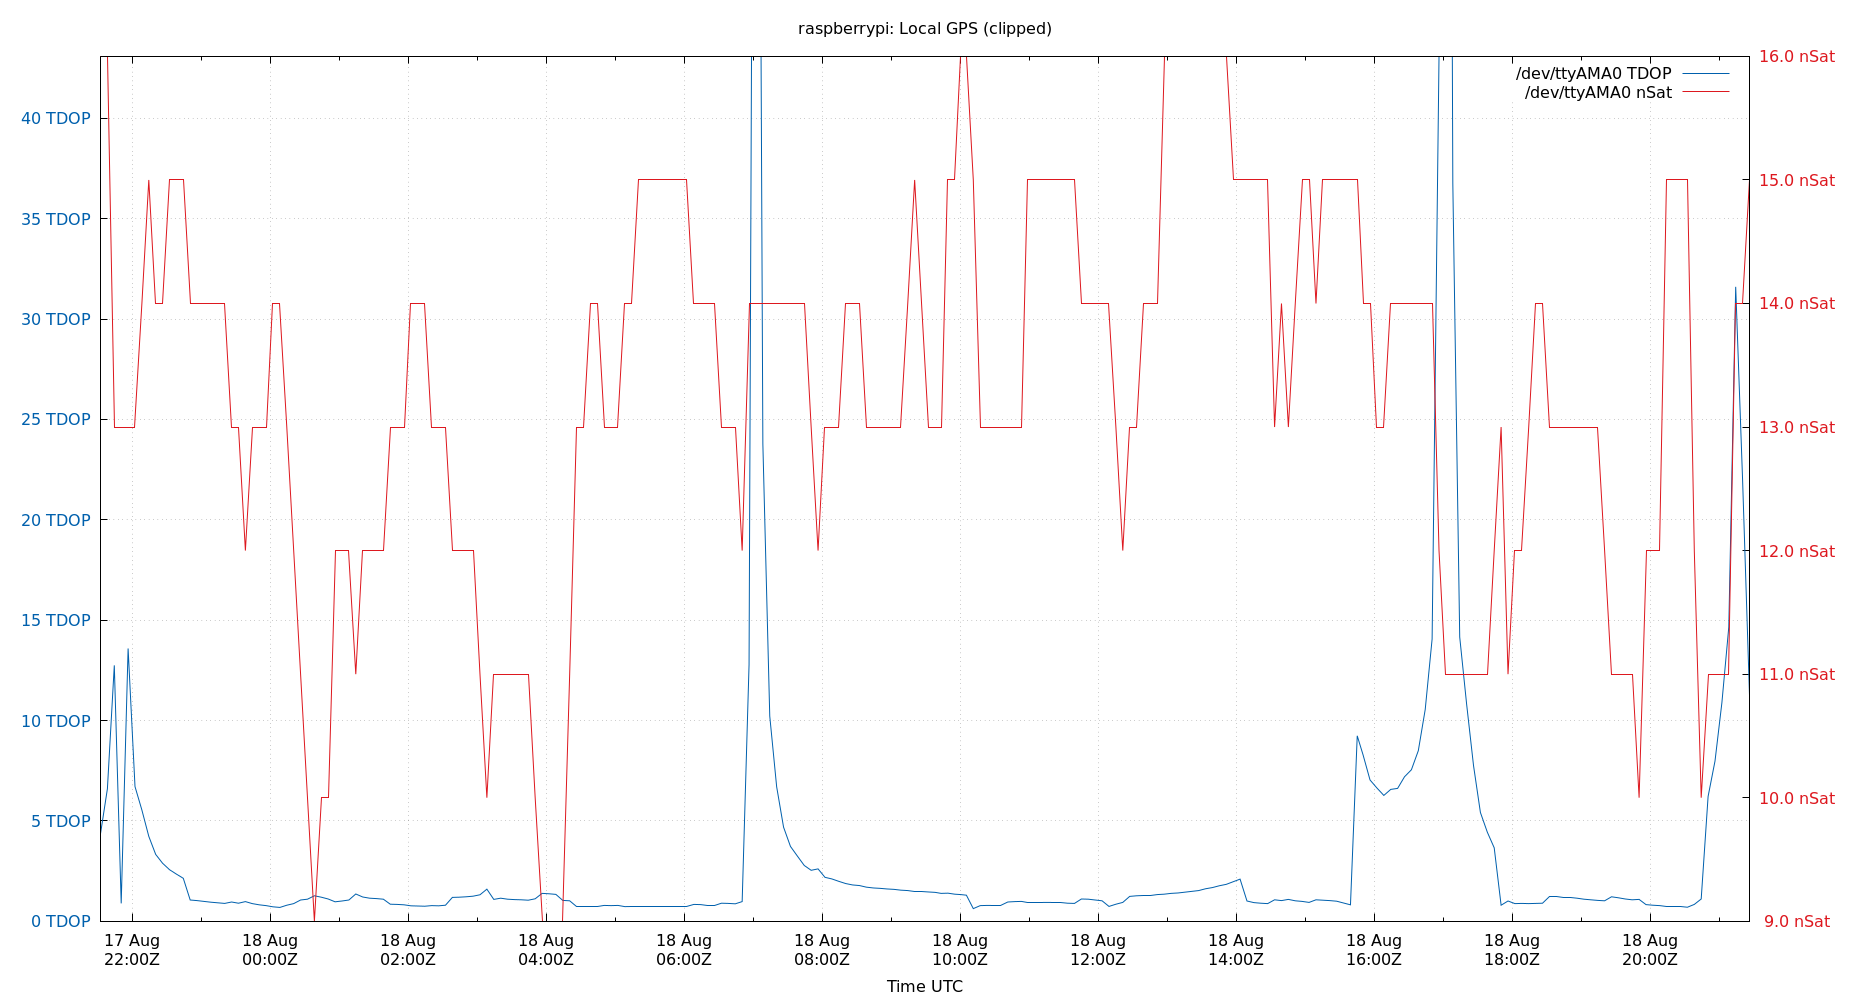 raspberrypi: Local GPS (clipped)
/dev/ttyAMA0 TDOP
/dev/ttyAMA0 nSat
40 TDOP
35 TDOP
30 TDOP
25 TDOP
20 TDOP
15 TDOP
10 TDOP
5 TDOP
0 TDOP
16.0 nSat
15.0 nSat
14.0 nSat
13.0 nSat
12.0 nSat
11.0 nSat
10.0 nSat
9.0 nSat
17 Aug 18 Aug 18 Aug 18 Aug 18 Aug 18 Aug 18 Aug 18 Aug 18 Aug 18 Aug 18 Aug 18 Aug
22:00Z 00:00Z 02:00Z 04:00Z 06:00Z 08:00Z 10:00Z 12:00Z 14:00Z 16:00Z 18:00Z 20:00Z
Time UTC